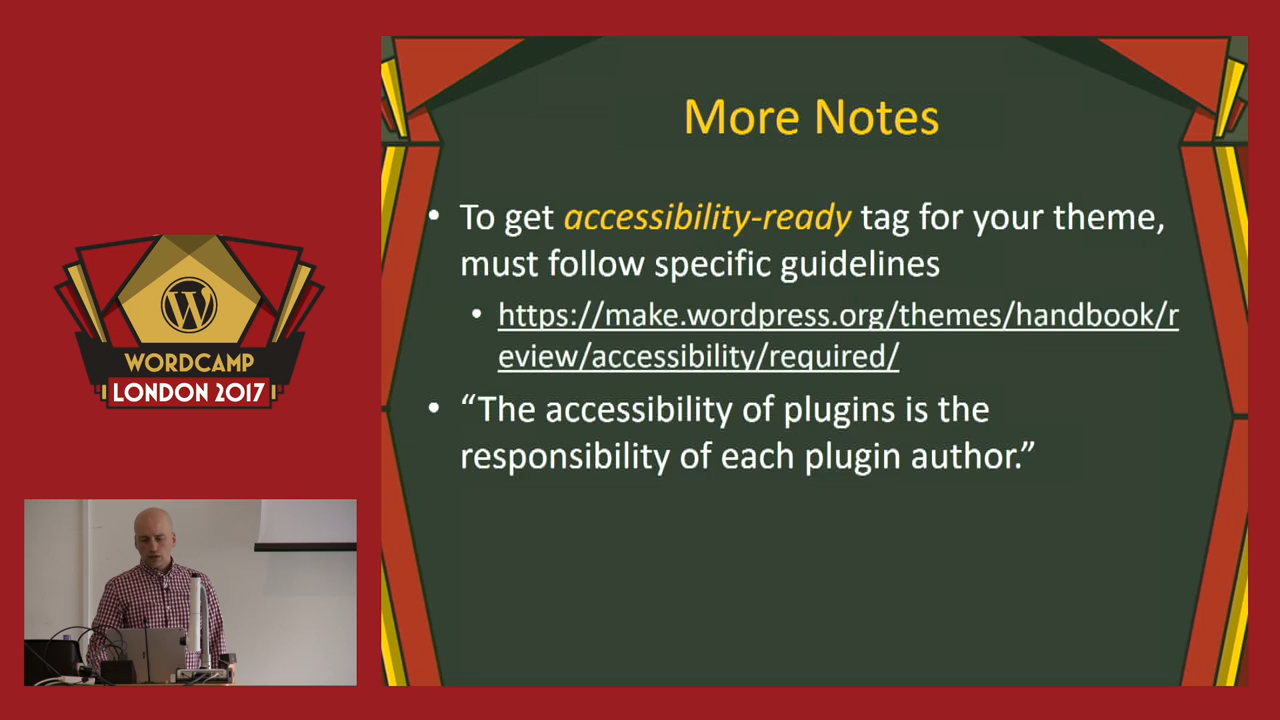 More Notes
• To get accessibility-ready tag for your theme,
must follow specific guidelines
• https://make.wordpress.org/themes/handbook/r
eview/accessibility/required/
• “The accessibility of plugins is the
responsibility of each plugin author.”
W
WORDCAMP
LONDON 2017